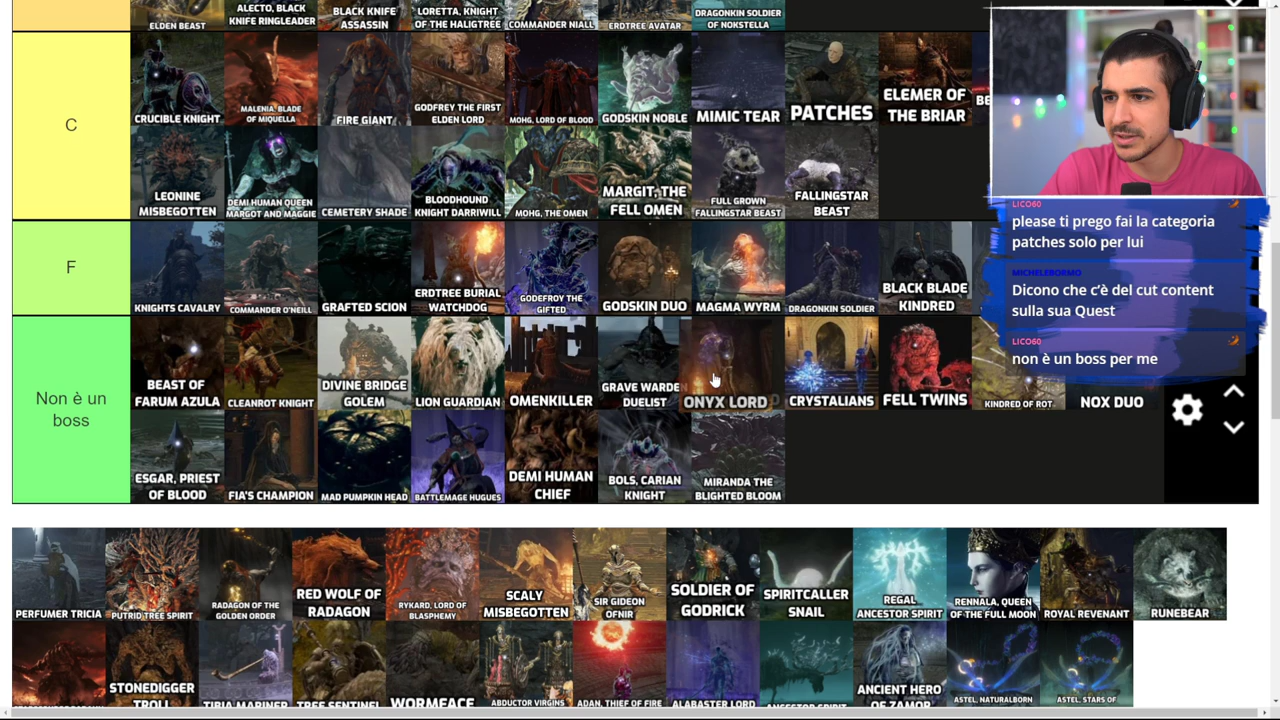 ELDEN BEAST
ALECTO, BLACK
KNIFE RINGLEADER
BLACK KNIFE
ASSASSIN
LORETTA, KNIGHT
OF THE HALIGTREE
COMMANDER NIALL
ERDTREE AVATAR
DRAGONKIN SOLDIER
OF NOKSTELLA
C
CRUCIBLE KNIGHT
MALENIA, BLADE
OF MIQUELLA
FIRE GIANT
GODFREY THE FIRST
ELDEN LORD
MOHG, LORD OF BLOOD
GODSKIN NOBLE
MIMIC TEAR
PATCHES
ELEMER OF
THE BRIAR
BE
LEONINE
MISBEGOTTEN
DEMI HUMAN QUEEN
MARGOT AND MAGGIE
CEMETERY SHADE
BLOODHOUND
KNIGHT DARRIWILL
MOHG, THE OMEN
MARGIT, THE
FELL OMEN
FULL GROWN
FALLINGSTAR BEAST
FALLINGSTAR
BEAST
F
KNIGHTS CAVALRY
COMMANDER O'NEILL
GRAFTED SCION
ERDTREE BURIAL
WATCHDOG
GODEFROY THE
GIFTED
GODSKIN DUO
MAGMA WYRM
DRAGONKIN SOLDIER
BLACK BLADE
KINDRED
Non è un
boss
BEAST OF
FARUM AZULA
CLEANROT KNIGHT
DIVINE BRIDGE
GOLEM
LION GUARDIAN
OMENKILLER
GRAVE WARDE
DUELIST
ONYX LORD
CRYSTALIANS
FELL TWINS
KINDRED OF ROT
NOX DUO
ESGAR, PRIEST
OF BLOOD
FIA'S CHAMPION
MAD PUMPKIN HEAD
BATTLEMAGE HUGUES
DEMI HUMAN
CHIEF
BOLS, CARIAN
KNIGHT
MIRANDA THE
BLIGHTED BLOOM
LICO60
please ti prego fai la categoria
patches solo per lui
MICHELEBORMO
Dicono che c'è del cut content
sulla sua Quest
LICO60
non è un boss per me
PERFUMER TRICIA
PUTRID TREE SPIRIT
RADAGON OF THE
GOLDEN ORDER
RED WOLF OF
RADAGON
RYKARD, LORD OF
BLASPHEMY
SCALY
MISBEGOTTEN
SIR GIDEON
OFNIR
SOLDIER OF
GODRICK
SPIRITCALLER
SNAIL
REGAL
ANCESTOR SPIRIT
RENNALA, QUEEN
OF THE FULL MOON
ROYAL REVENANT
RUNEBEAR
STONEDIGGER
TROLL
TIBIA MARINER
TREE SENTINEL
WORMFACE
ABDUCTOR VIRGINS
ADAN, THIEF OF FIRE
ALABASTER LORD
ANCESTOR SPIRIT
ANCIENT HERO
OF ZAMOR
ASTEL, NATURALBORN
ASTEL, STARS OF